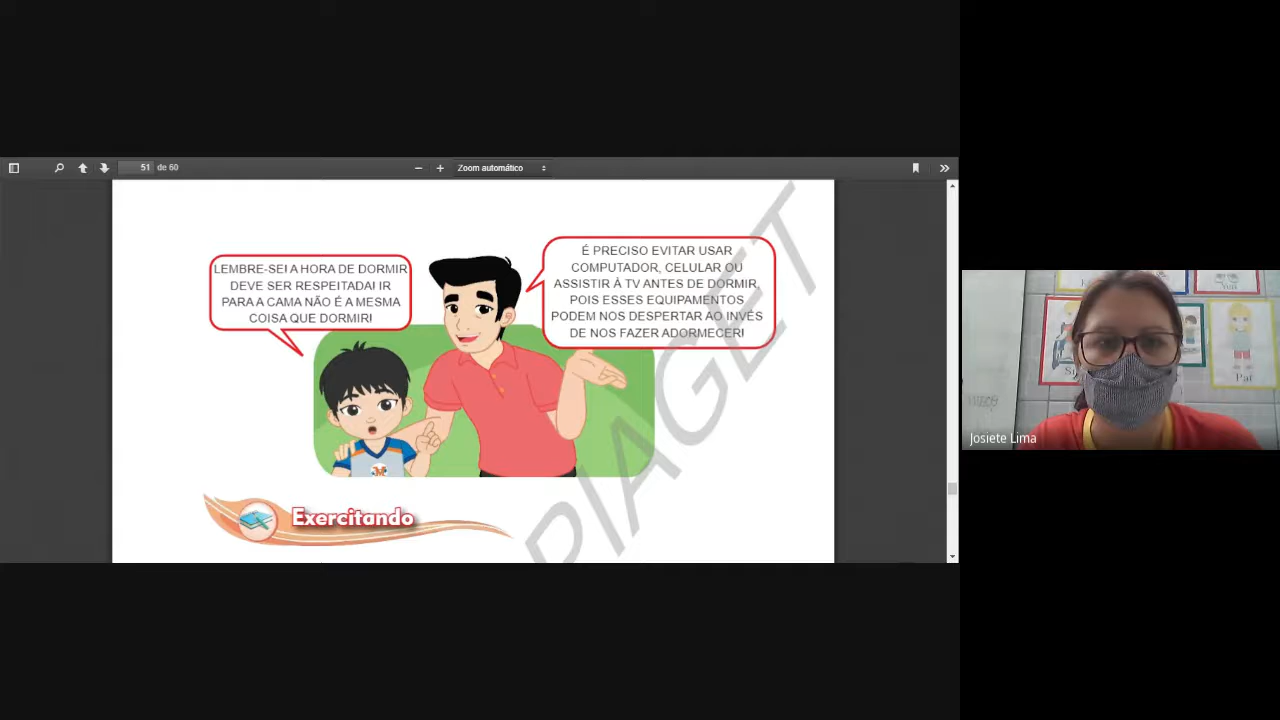 51 de 60
Zoom automático
LEMBRE-SE! A HORA DE DORMIR
DEVE SER RESPEITADA! IR
PARA A CAMA NÃO É A MESMA
COISA QUE DORMIR!
É PRECISO EVITAR USAR
COMPUTADOR, CELULAR OU
ASSISTIR À TV ANTES DE DORMIR,
POIS ESSES EQUIPAMENTOS
PODEM NOS DESPERTAR AO INVÉS
DE NOS FAZER ADORMECER!
PIAGET
Exercitando
Pai
Josiete Lima